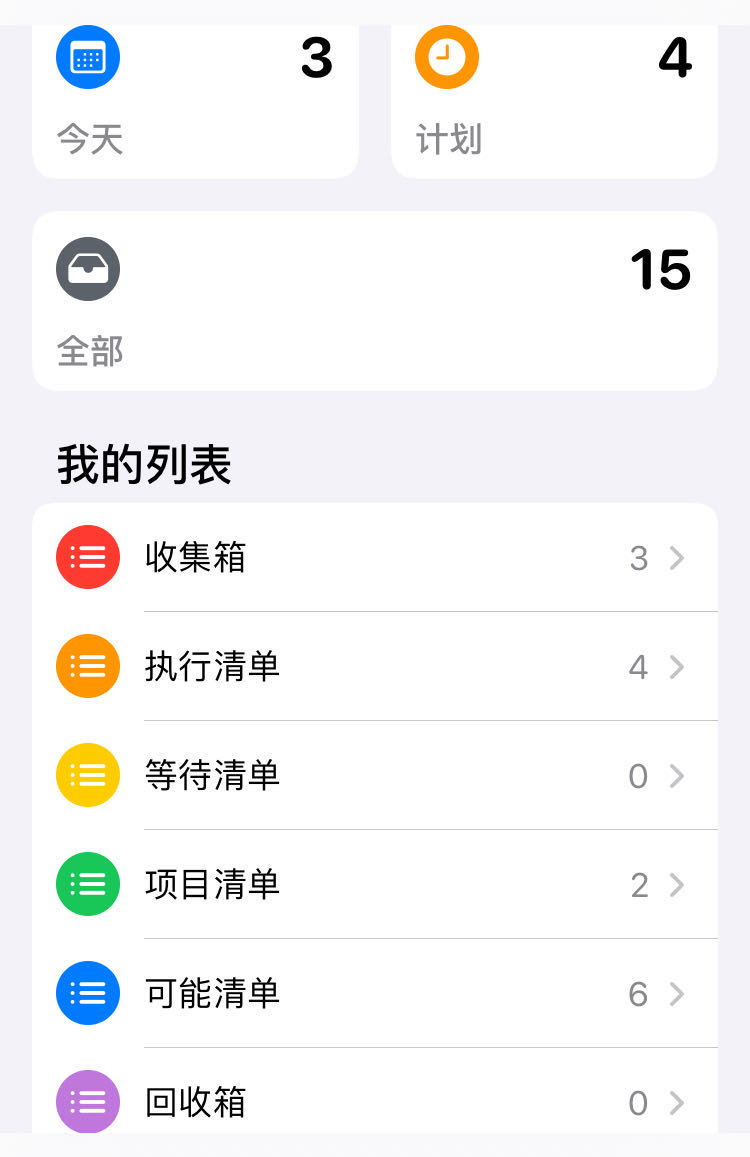 3 4
今天 计划
15
全部
我的列表
收集箱 3
执行清单 4
等待清单 0
项目清单 2
可能清单 6
回收箱 0